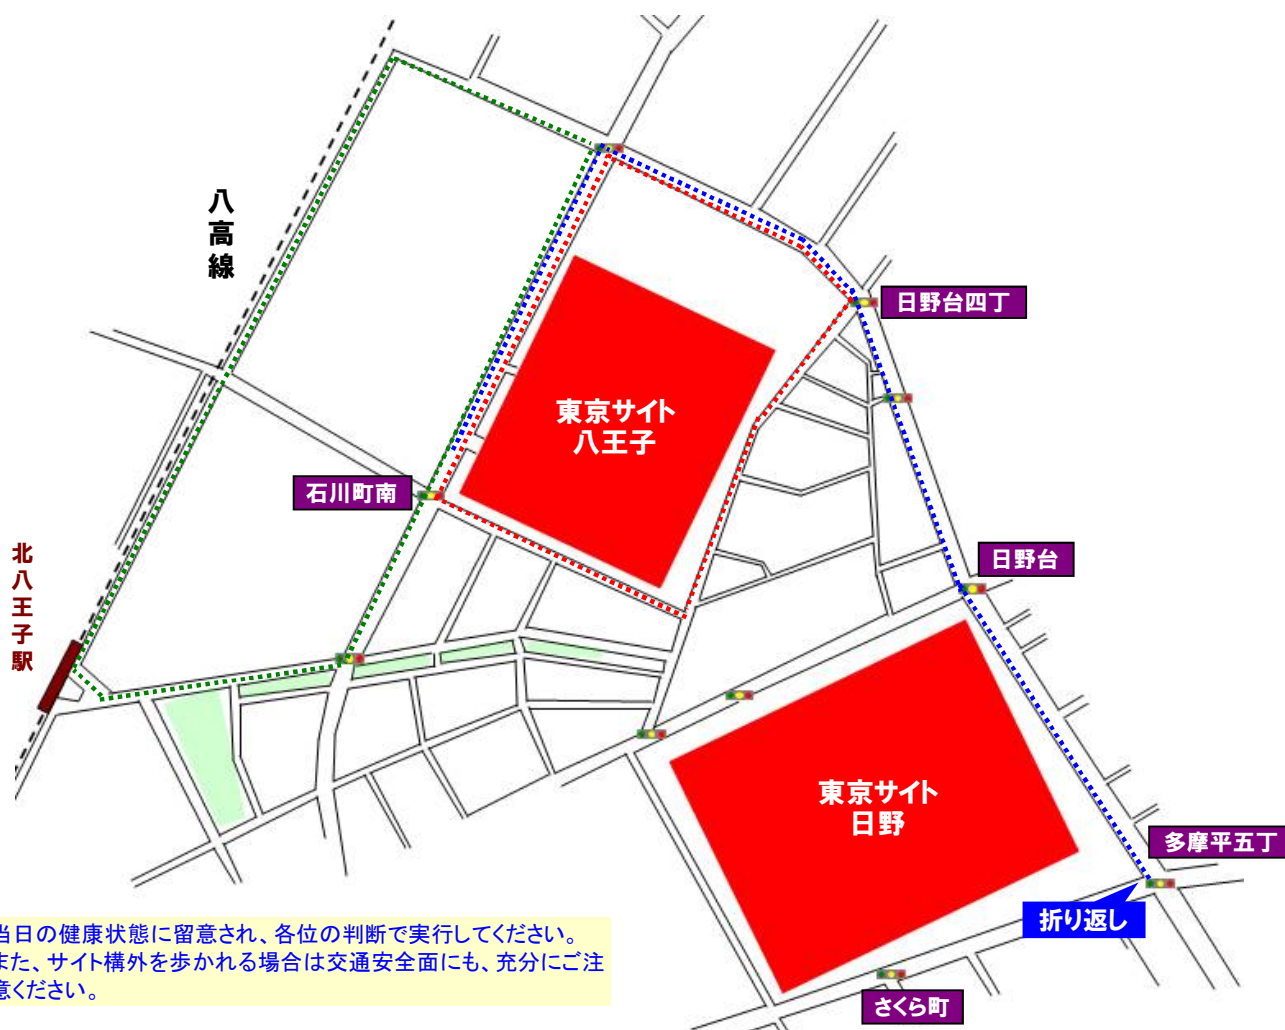 八高線
日野台四丁
東京サイト
八王子
石川町南
北八王子駅
日野台
東京サイト
日野
多摩平五丁
折り返し
当日の健康状態に留意され、各位の判断で実行してください。
また、サイト構外を歩かれる場合は交通安全面にも、充分にご注
意ください。
さくら町